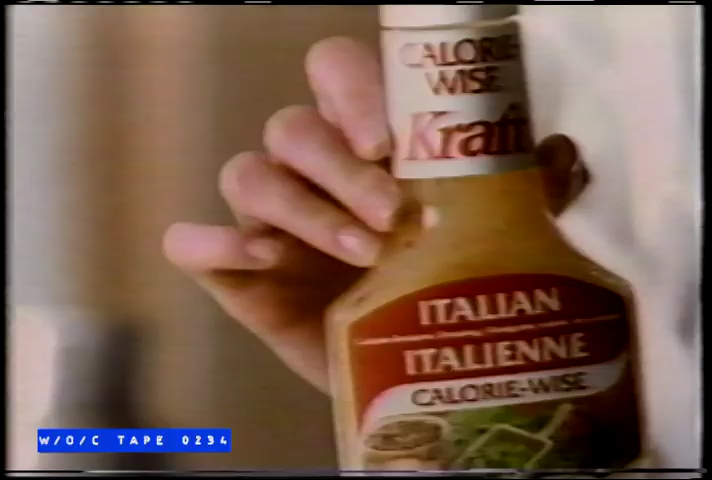 CALORIE-
WISE
Kraft
ITALIAN
ITALIENNE
CALORIE-WISE
W/O/C TAPE 0234